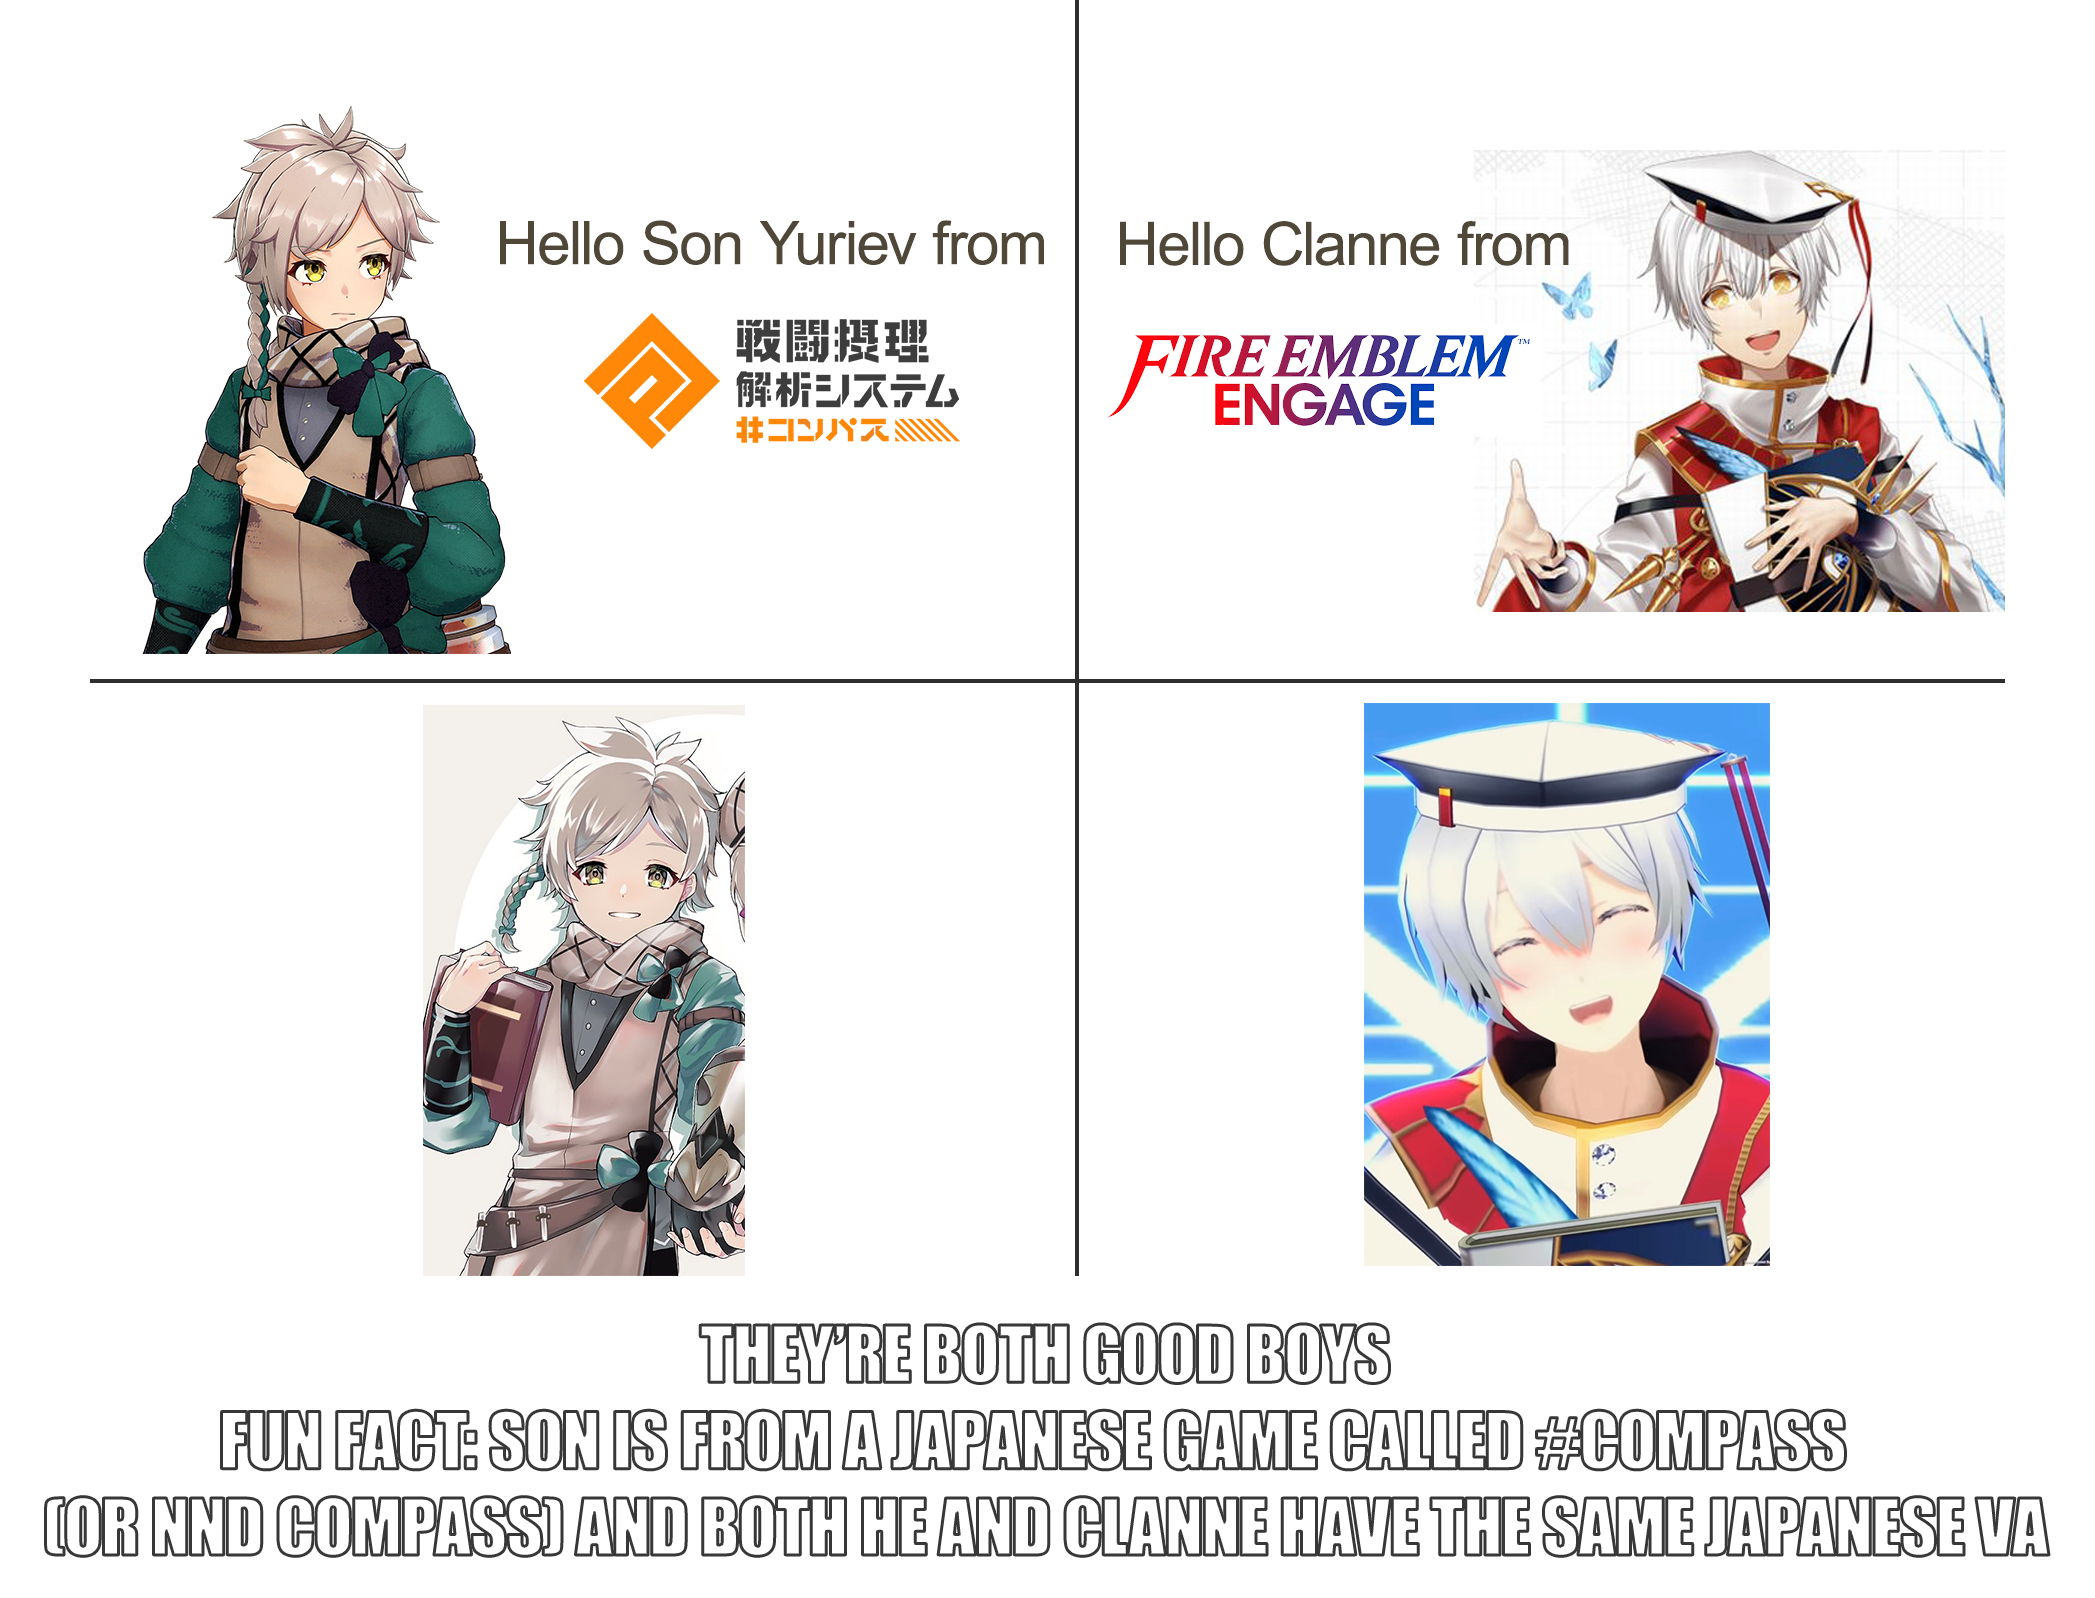 Hello Son Yuriev from
戦闘摂理
解析システム
#コンパス
Hello Clanne from
FIRE EMBLEM™
ENGAGE
THEY'RE BOTH GOOD BOYS
FUN FACT: SON IS FROM A JAPANESE GAME CALLED #COMPASS
(OR NND COMPASS) AND BOTH HE AND CLANNE HAVE THE SAME JAPANESE VA